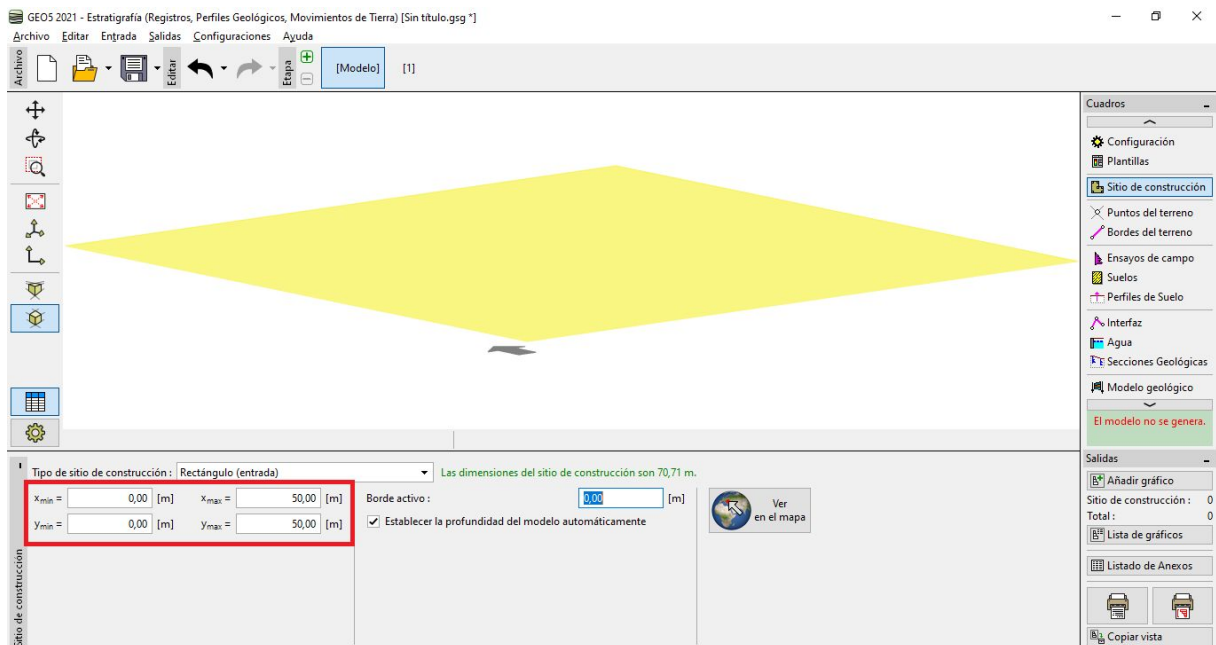 GEO5 2021 - Estratigrafía (Registros, Perfiles Geológicos, Movimientos de Tierra) [Sin título.gsg *]
Archivo Editar Entrada Salidas Configuraciones Ayuda
Archivo
Editar
Etapa
[Modelo] [1]
Cuadros
Configuración
Plantillas
Sitio de construcción
Puntos del terreno
Bordes del terreno
Ensayos de campo
Suelos
Perfiles de Suelo
Interfaz
Agua
Secciones Geológicas
Modelo geológico
El modelo no se genera.
Tipo de sitio de construcción : Rectángulo (entrada) Las dimensiones del sitio de construcción son 70,71 m.
xmin = 0,00 [m] xmax = 50,00 [m] Borde activo : 0,00 [m]
ymin = 0,00 [m] ymax = 50,00 [m] Establecer la profundidad del modelo automáticamente
Ver
en el mapa
Sitio de construcción
Salidas
Añadir gráfico
Sitio de construcción : 0
Total : 0
Lista de gráficos
Listado de Anexos
Copiar vista